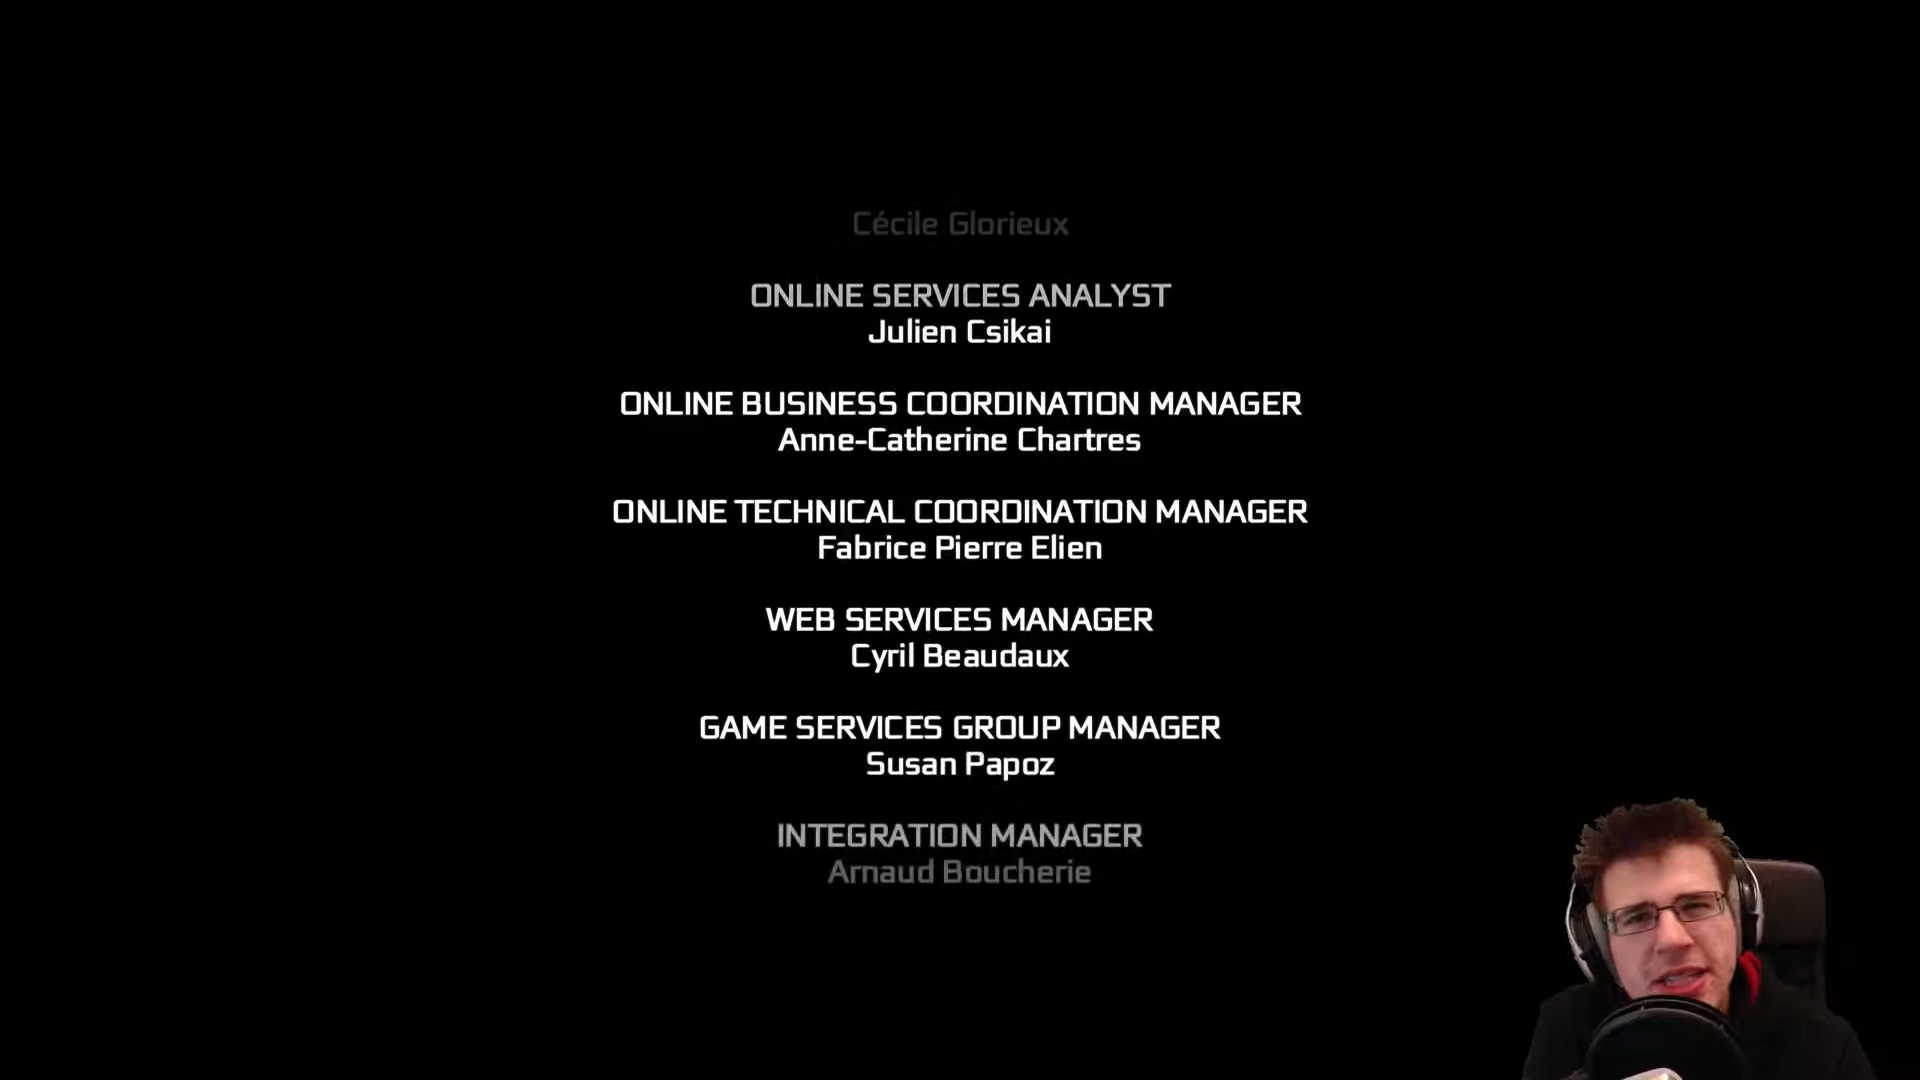 Cécile Glorieux
ONLINE SERVICES ANALYST
Julien Csikai
ONLINE BUSINESS COORDINATION MANAGER
Anne-Catherine Chartres
ONLINE TECHNICAL COORDINATION MANAGER
Fabrice Pierre Elien
WEB SERVICES MANAGER
Cyril Beaudaux
GAME SERVICES GROUP MANAGER
Susan Papoz
INTEGRATION MANAGER
Arnaud Boucherie